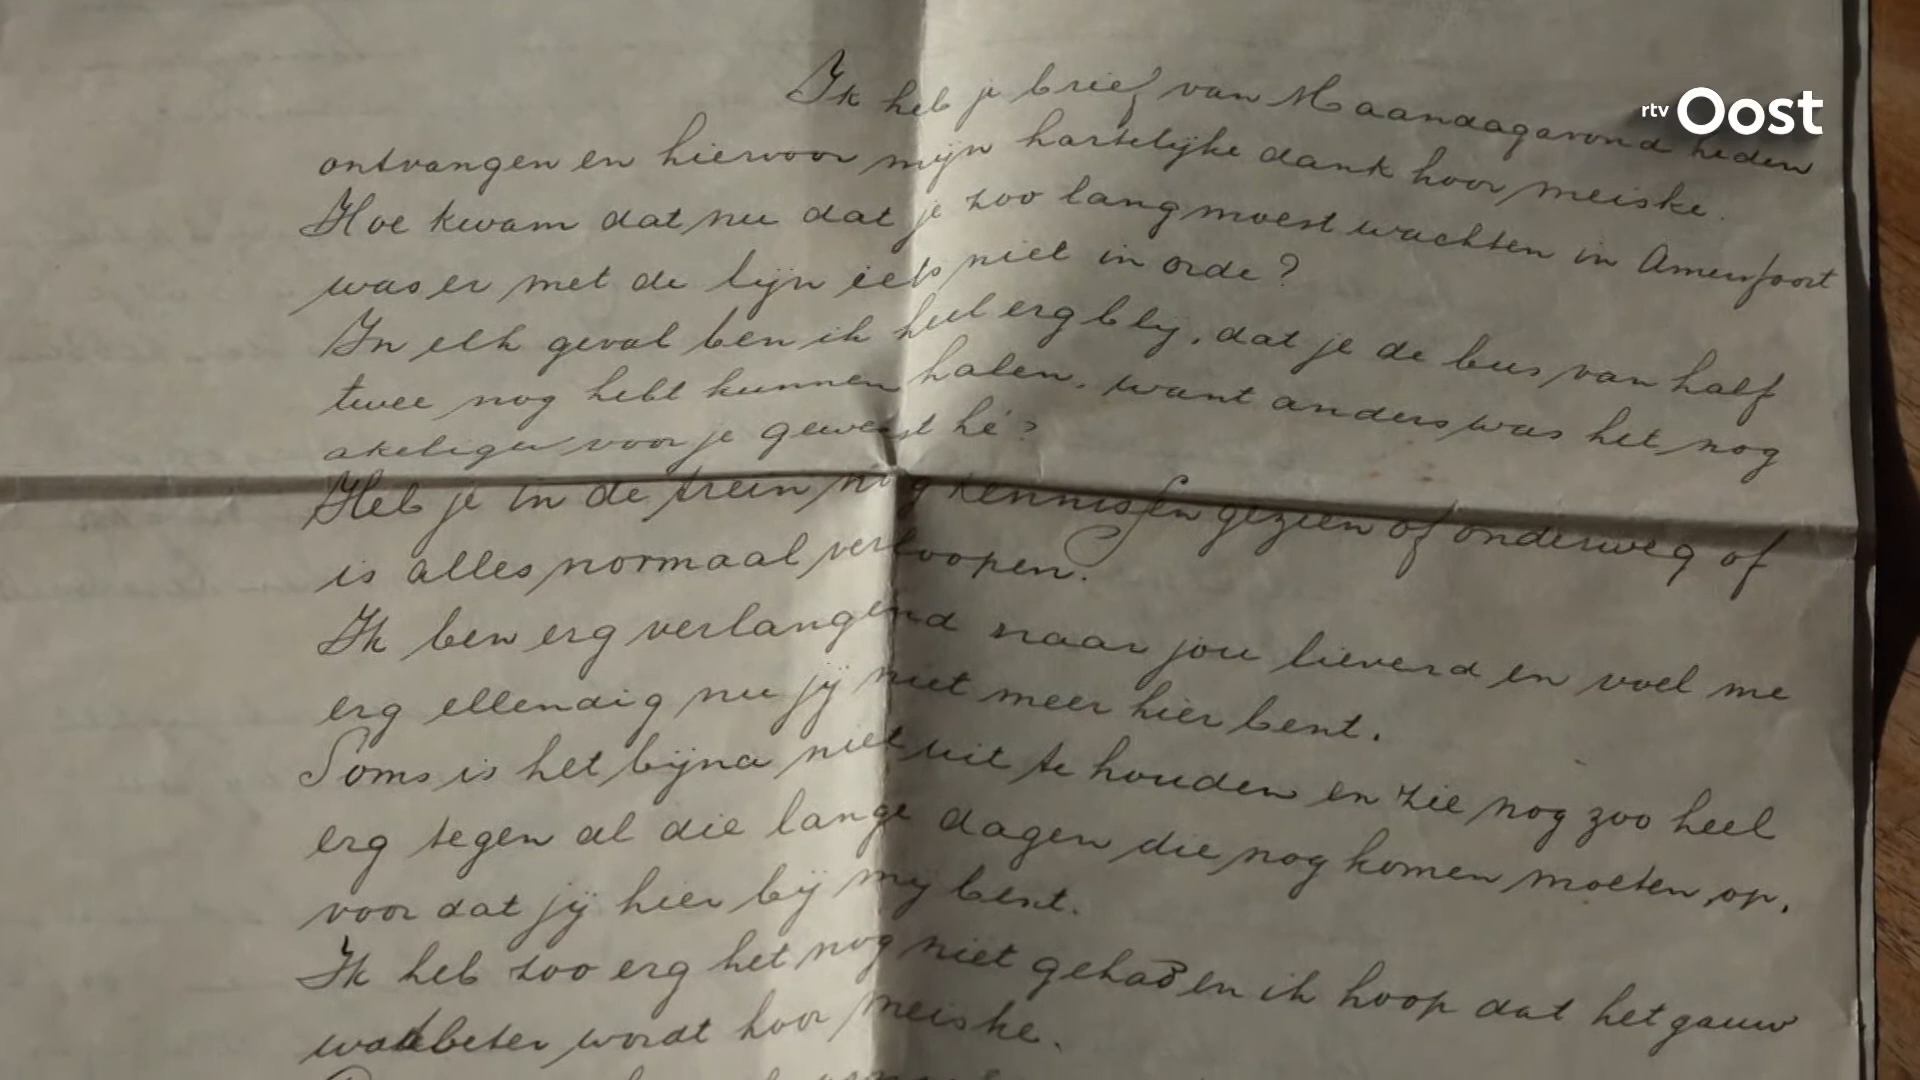 rtv Oost
Ik heb je brief van Maandagavond heden
ontvangen en hiervoor mijn hartelijke dank hoor meiske.
Hoe kwam dat nu dat je zoo lang moest wachten in Amersfoort
was er met de lijn iets niet in orde?
In elk geval ben ik heel erg blij, dat je de bus van half
twee nog hebt kunnen halen, want anders was het nog
akeliger voor je geweest hé?
Heb je in de trein nog kennissen gezien of onderweg of
is alles normaal verloopen.
Ik ben erg verlangend naar jou lieverd en voel me
erg ellendig nu jij niet meer hier bent.
Soms is het bijna niet uit te houden en zie nog zoo heel
erg tegen al die lange dagen die nog komen moeten op,
voor dat jij hier bij mij bent.
Ik heb zoo erg het nog niet gehad en ik hoop dat het gauw
wat beter wordt hoor meiske.